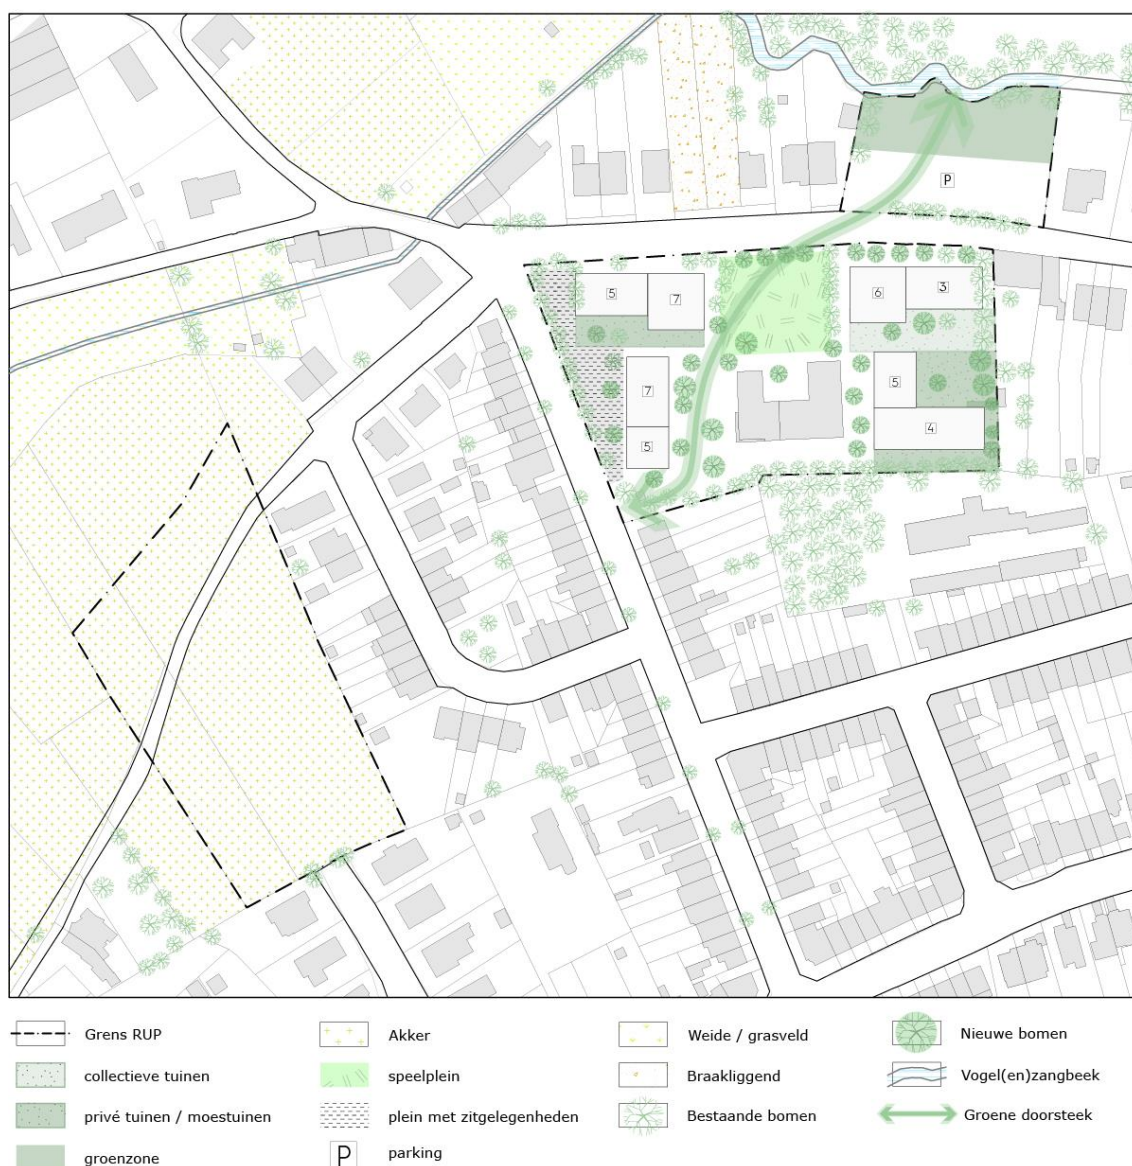 P
5
7
6
3
7
5
5
4
Grens RUP
Akker
Weide / grasveld
Nieuwe bomen
collectieve tuinen
speelplein
Braakliggend
Vogel(en)zangbeek
privé tuinen / moestuinen
plein met zitgelegenheden
Bestaande bomen
Groene doorsteek
groenzone
P
parking